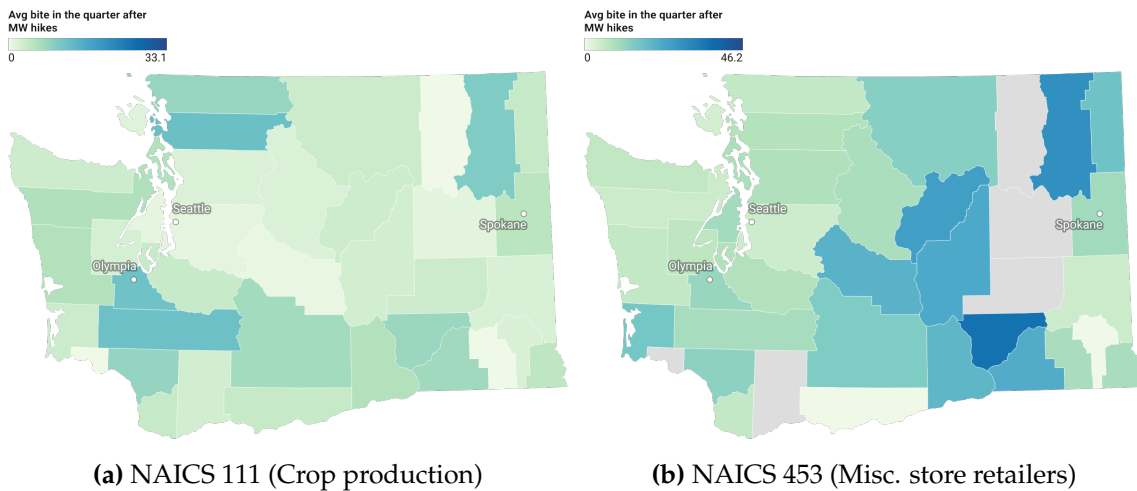 Avg bite in the quarter after
MW hikes
0 33.1
Seattle
Spokane
Olympia
(a) NAICS 111 (Crop production)
Avg bite in the quarter after
MW hikes
0 46.2
Seattle
Spokane
Olympia
(b) NAICS 453 (Misc. store retailers)